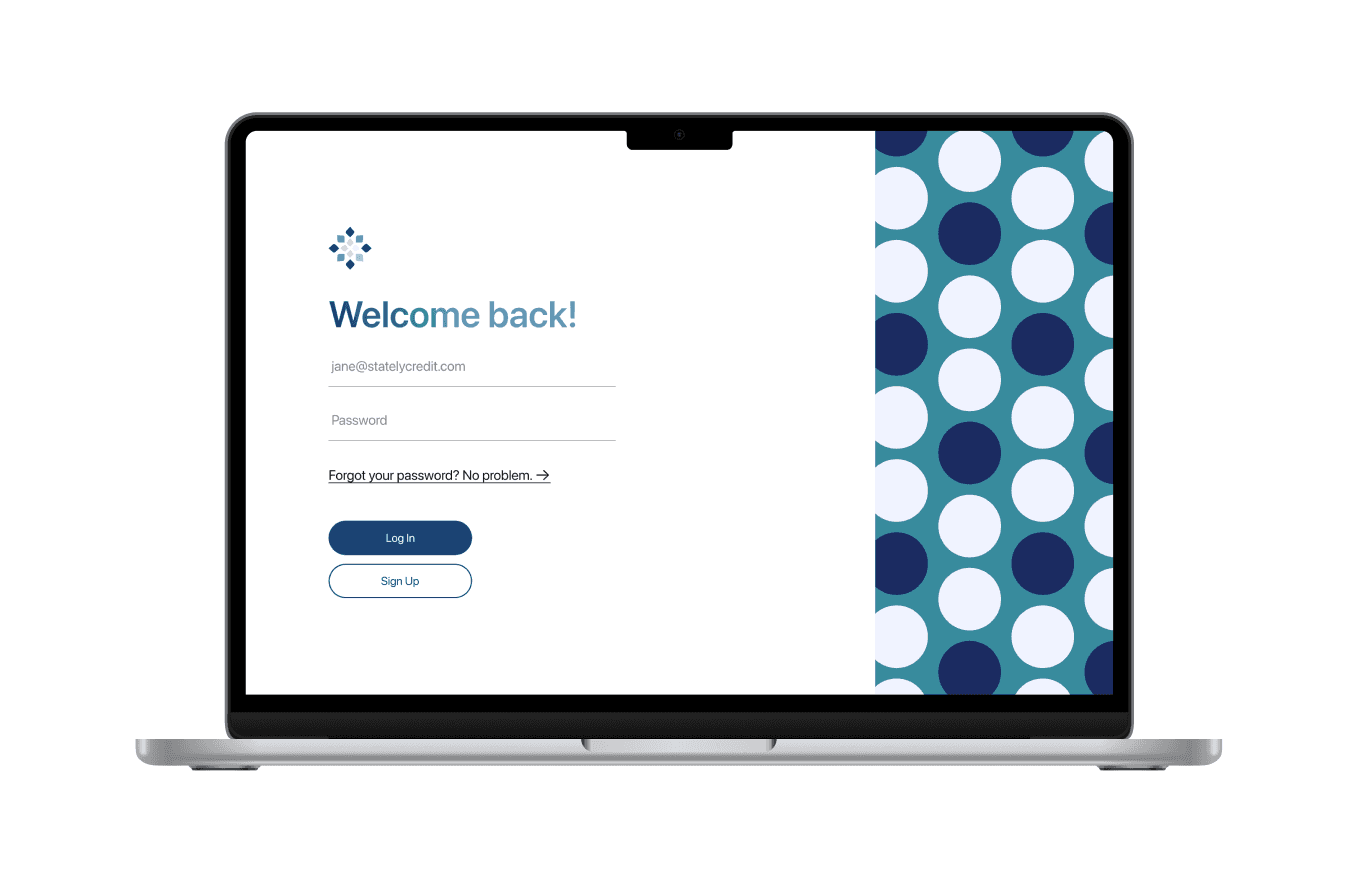 Welcome back!
jane@statelycredit.com
Password
Forgot your password? No problem. →
Log In
Sign Up